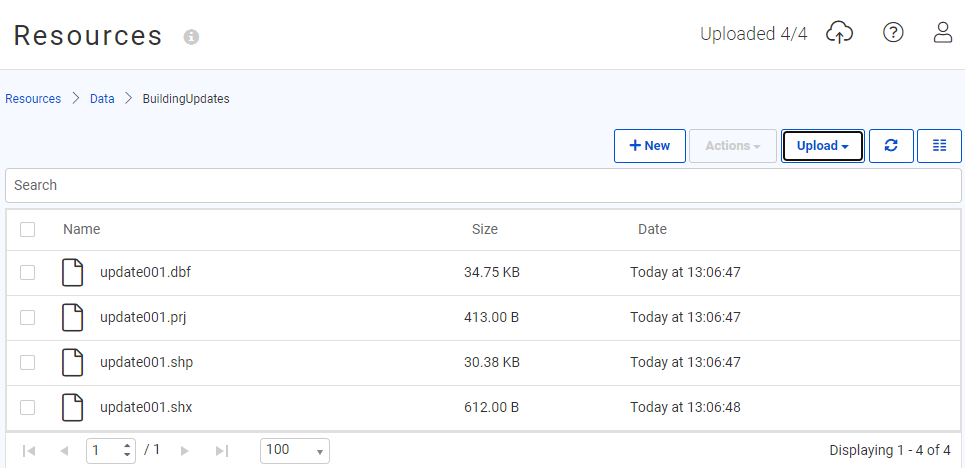 Resources
Uploaded 4/4
Resources Data BuildingUpdates
+ New Actions Upload
Search
Name Size Date
update001.dbf 34.75 KB Today at 13:06:47
update001.prj 413.00 B Today at 13:06:47
update001.shp 30.38 KB Today at 13:06:47
update001.shx 612.00 B Today at 13:06:48
1 / 1 100 Displaying 1 - 4 of 4